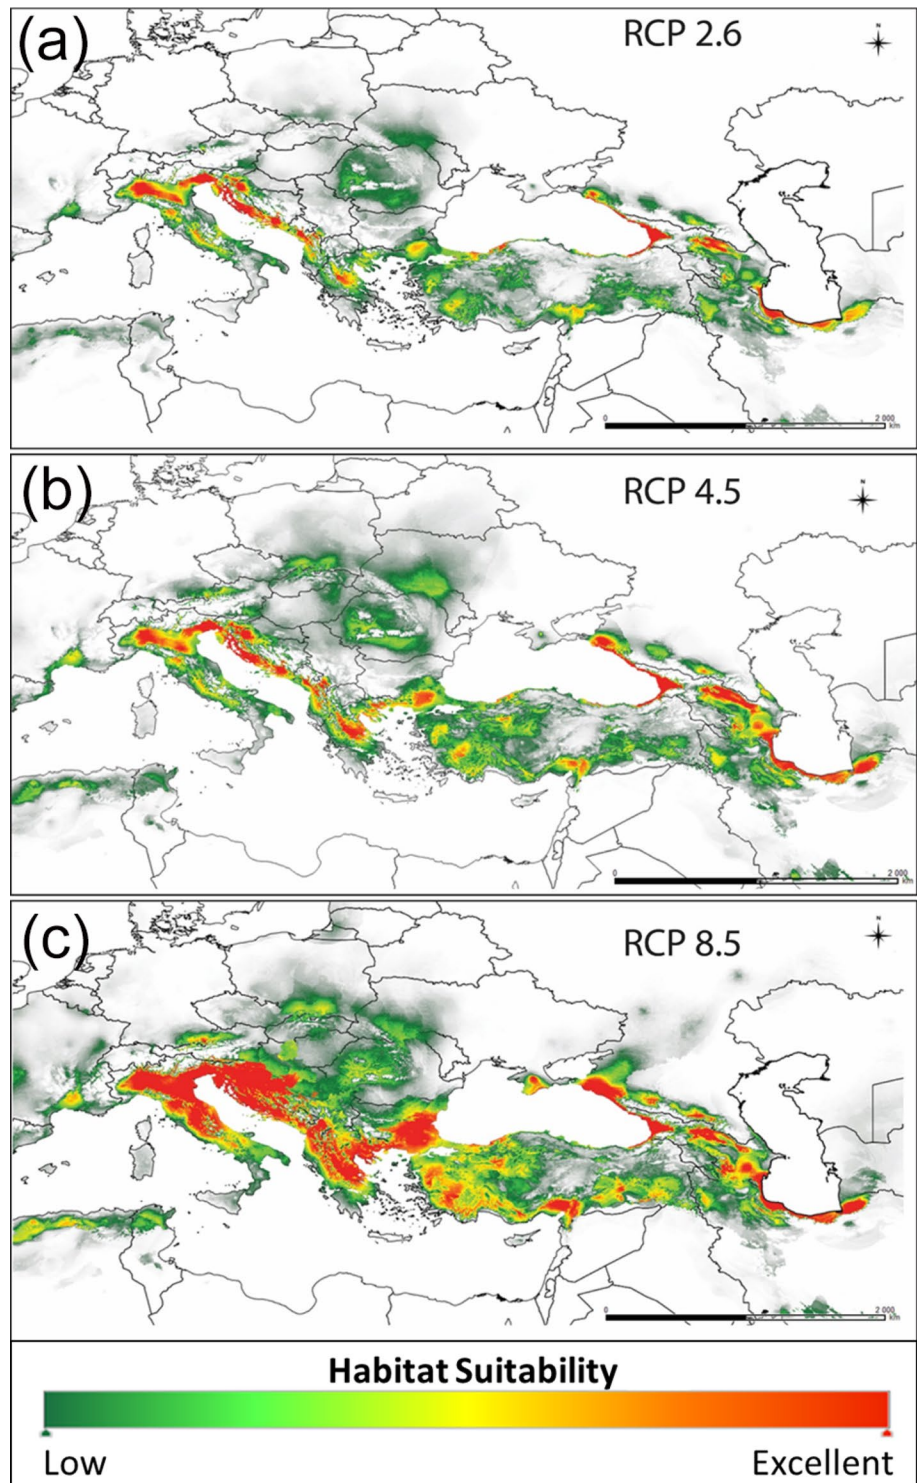 (a)
RCP 2.6
N
0
2 000
km
(b)
RCP 4.5
N
0
2 000
km
(c)
RCP 8.5
N
0
2 000
km
Habitat Suitability
Low
Excellent